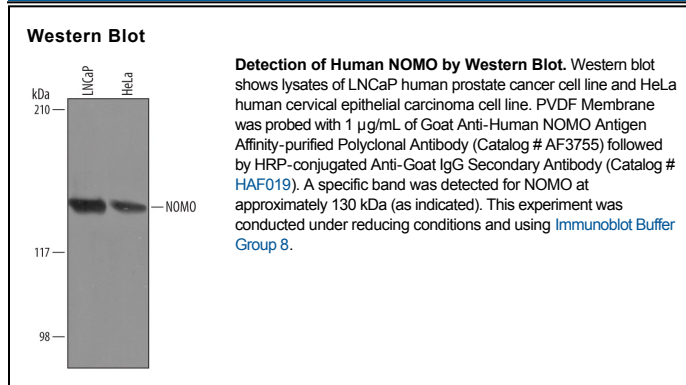 Western Blot
LNCaP
HeLa
kDa
210
NOMO
117
98
Detection of Human NOMO by Western Blot. Western blot
shows lysates of LNCaP human prostate cancer cell line and HeLa
human cervical epithelial carcinoma cell line. PVDF Membrane
was probed with 1 µg/mL of Goat Anti-Human NOMO Antigen
Affinity-purified Polyclonal Antibody (Catalog # AF3755) followed
by HRP-conjugated Anti-Goat IgG Secondary Antibody (Catalog #
HAF019). A specific band was detected for NOMO at
approximately 130 kDa (as indicated). This experiment was
conducted under reducing conditions and using Immunoblot Buffer
Group 8.